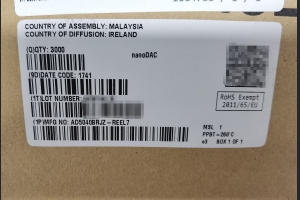 COUNTRY OF ASSEMBLY: MALAYSIA
COUNTRY OF DIFFUSION: IRELAND
(Q)QTY: 3000
nanoDAC
(9D)DATE CODE: 1741
(1T)LOT NUMBER
RoHS Exempt
2011/65/EU
(1P)MFG NO: AD5040BRJZ-REEL7
MSL 1
PPBT=260°C
e3 BOX 1 OF 1